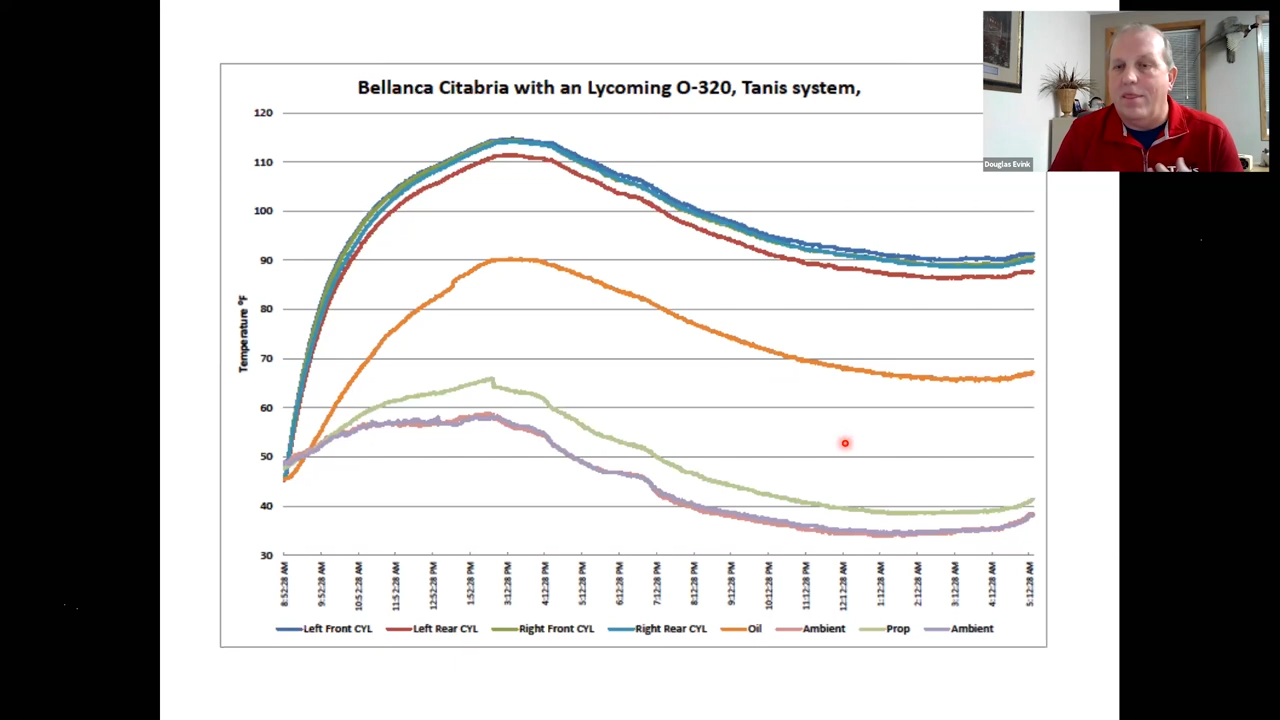 Bellanca Citabria with an Lycoming O-320, Tanis system,
Douglas Evink
Temperature °F
120
110
100
90
80
70
60
50
40
30
8:52:28 AM
9:52:28 AM
10:52:28 AM
11:52:28 AM
12:52:28 PM
1:52:28 PM
3:12:28 PM
4:12:28 PM
5:12:28 PM
6:12:28 PM
7:12:28 PM
8:12:28 PM
9:12:28 PM
10:12:28 PM
11:12:28 PM
12:12:28 AM
1:12:28 AM
2:12:28 AM
3:12:28 AM
4:12:28 AM
5:12:28 AM
Left Front CYL Left Rear CYL Right Front CYL Right Rear CYL Oil Ambient Prop Ambient